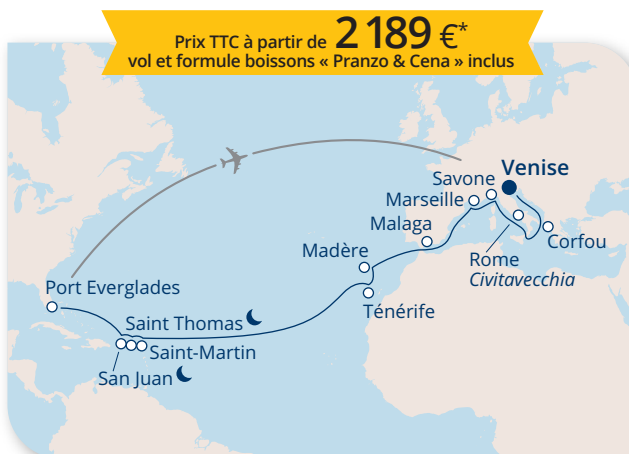 Prix TTC à partir de 2 189 €*
vol et formule boissons « Pranzo & Cena » inclus
Venise
Savone
Marseille
Malaga
Corfou
Rome
Civitavecchia
Madère
Ténérife
Port Everglades
Saint Thomas
Saint-Martin
San Juan